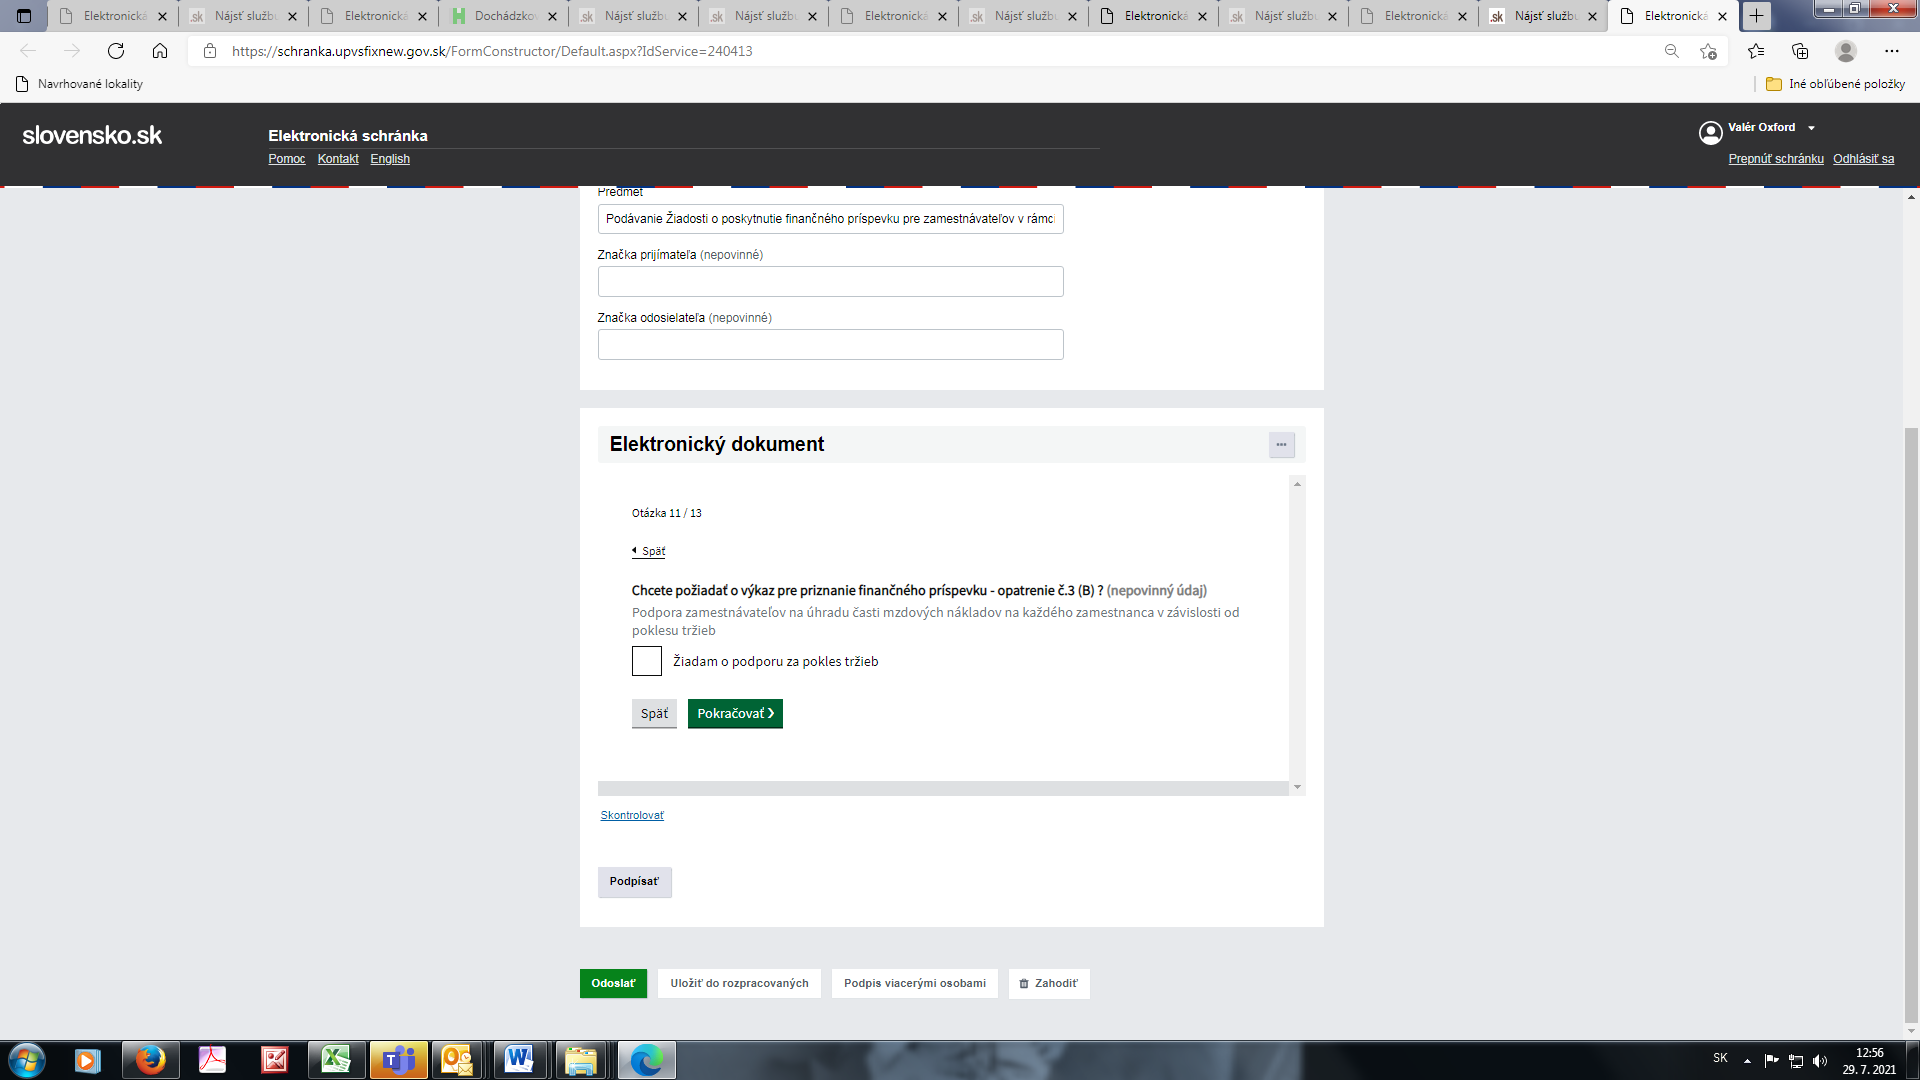 Elektronická
Nájsť službu
Elektronická
Dochádzkov
Nájsť službu
Nájsť službu
Elektronická
Nájsť službu
Elektronická
Nájsť službu
Elektronická
Nájsť službu
Elektronická
https://schranka.upvsfixnew.gov.sk/FormConstructor/Default.aspx?IdService=240413
Navrhované lokality
Iné obľúbené položky
slovensko.sk
Elektronická schránka
Pomoc Kontakt English
Valér Oxford
Prepnúť schránku Odhlásiť sa
Predmet
Podávanie Žiadosti o poskytnutie finančného príspevku pre zamestnávateľov v rámci
Značka prijímateľa (nepovinné)
Značka odosielateľa (nepovinné)
Elektronický dokument
Otázka 11 / 13
Späť
Chcete požiadať o výkaz pre priznanie finančného príspevku - opatrenie č.3 (B) ? (nepovinný údaj)
Podpora zamestnávateľov na úhradu časti mzdových nákladov na každého zamestnanca v závislosti od
poklesu tržieb
Žiadam o podporu za pokles tržieb
Späť Pokračovať
Skontrolovať
Podpísať
Odoslať Uložiť do rozpracovaných Podpis viacerými osobami Zahodiť
SK
12:56
29. 7. 2021